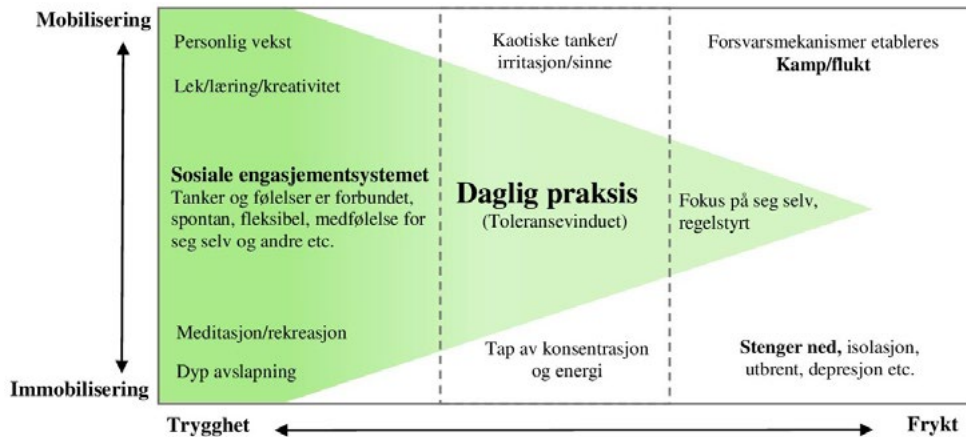 Mobilisering
Personlig vekst
Lek/læring/kreativitet
Kaotiske tanker/
irritasjon/sinne
Forsvarsmekanismer etableres
Kamp/flukt
Sosiale engasjementsystemet
Tanker og følelser er forbundet,
spontan, fleksibel, medfølelse for
seg selv og andre etc.
Daglig praksis
(Toleransevinduet)
Fokus på seg selv,
regelstyrt
Meditasjon/rekreasjon
Dyp avslapning
Tap av konsentrasjon
og energi
Stenger ned, isolasjon,
utbrent, depresjon etc.
Immobilisering
Trygghet
Frykt